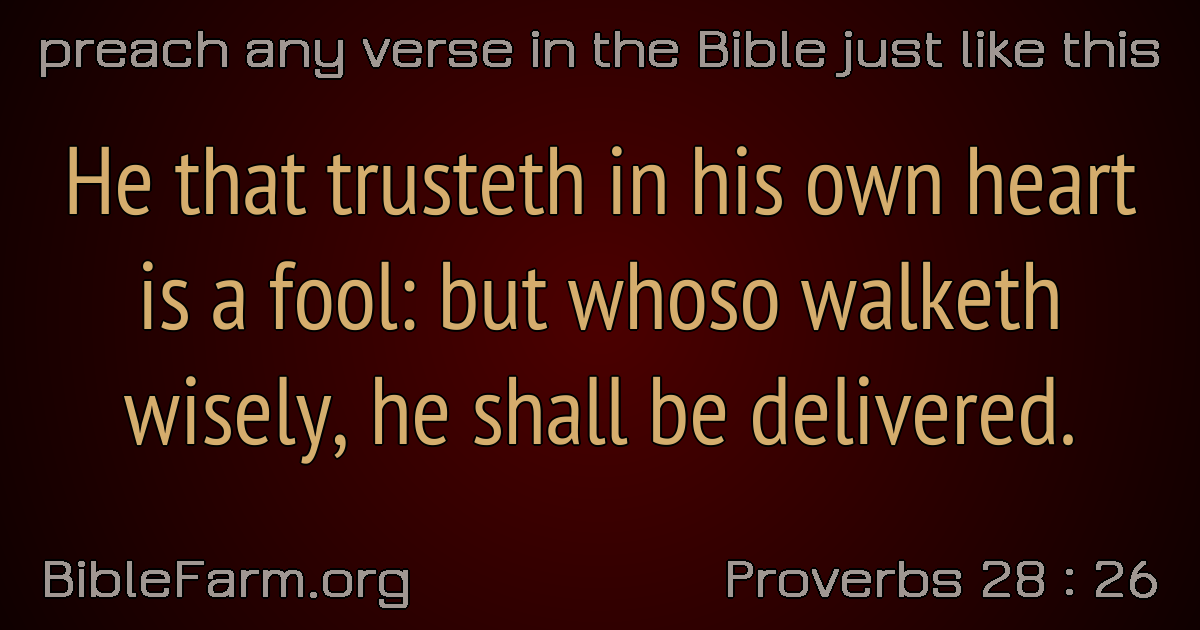 preach any verse in the Bible just like this
He that trusteth in his own heart
is a fool: but whoso walketh
wisely, he shall be delivered.
BibleFarm.org
Proverbs 28 : 26